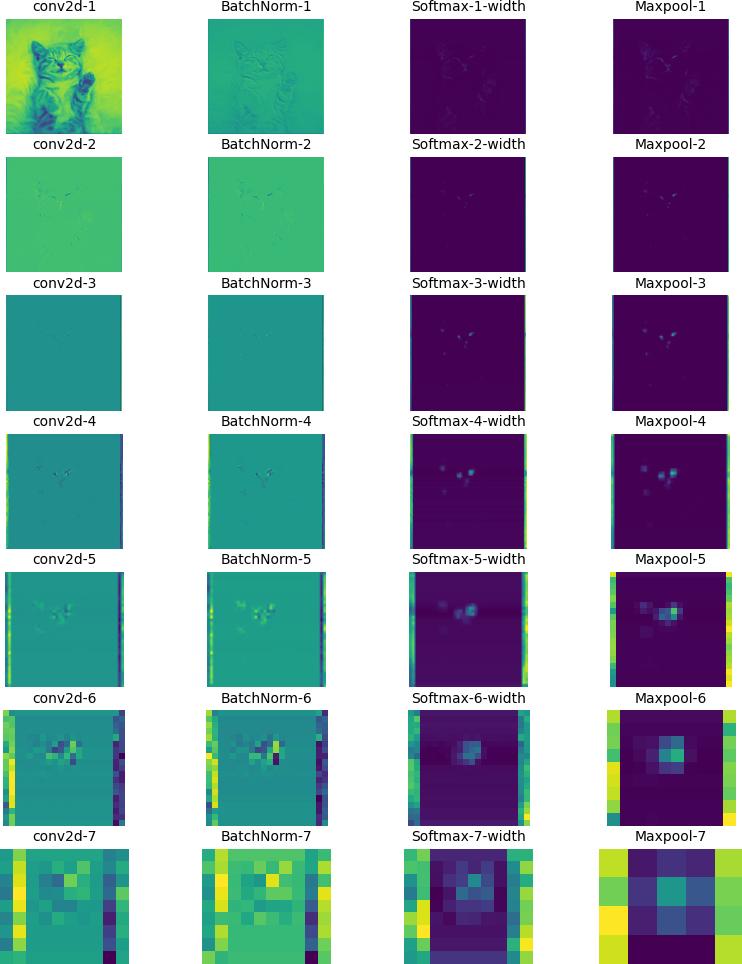 conv2d-1 BatchNorm-1 Softmax-1-width Maxpool-1
conv2d-2 BatchNorm-2 Softmax-2-width Maxpool-2
conv2d-3 BatchNorm-3 Softmax-3-width Maxpool-3
conv2d-4 BatchNorm-4 Softmax-4-width Maxpool-4
conv2d-5 BatchNorm-5 Softmax-5-width Maxpool-5
conv2d-6 BatchNorm-6 Softmax-6-width Maxpool-6
conv2d-7 BatchNorm-7 Softmax-7-width Maxpool-7